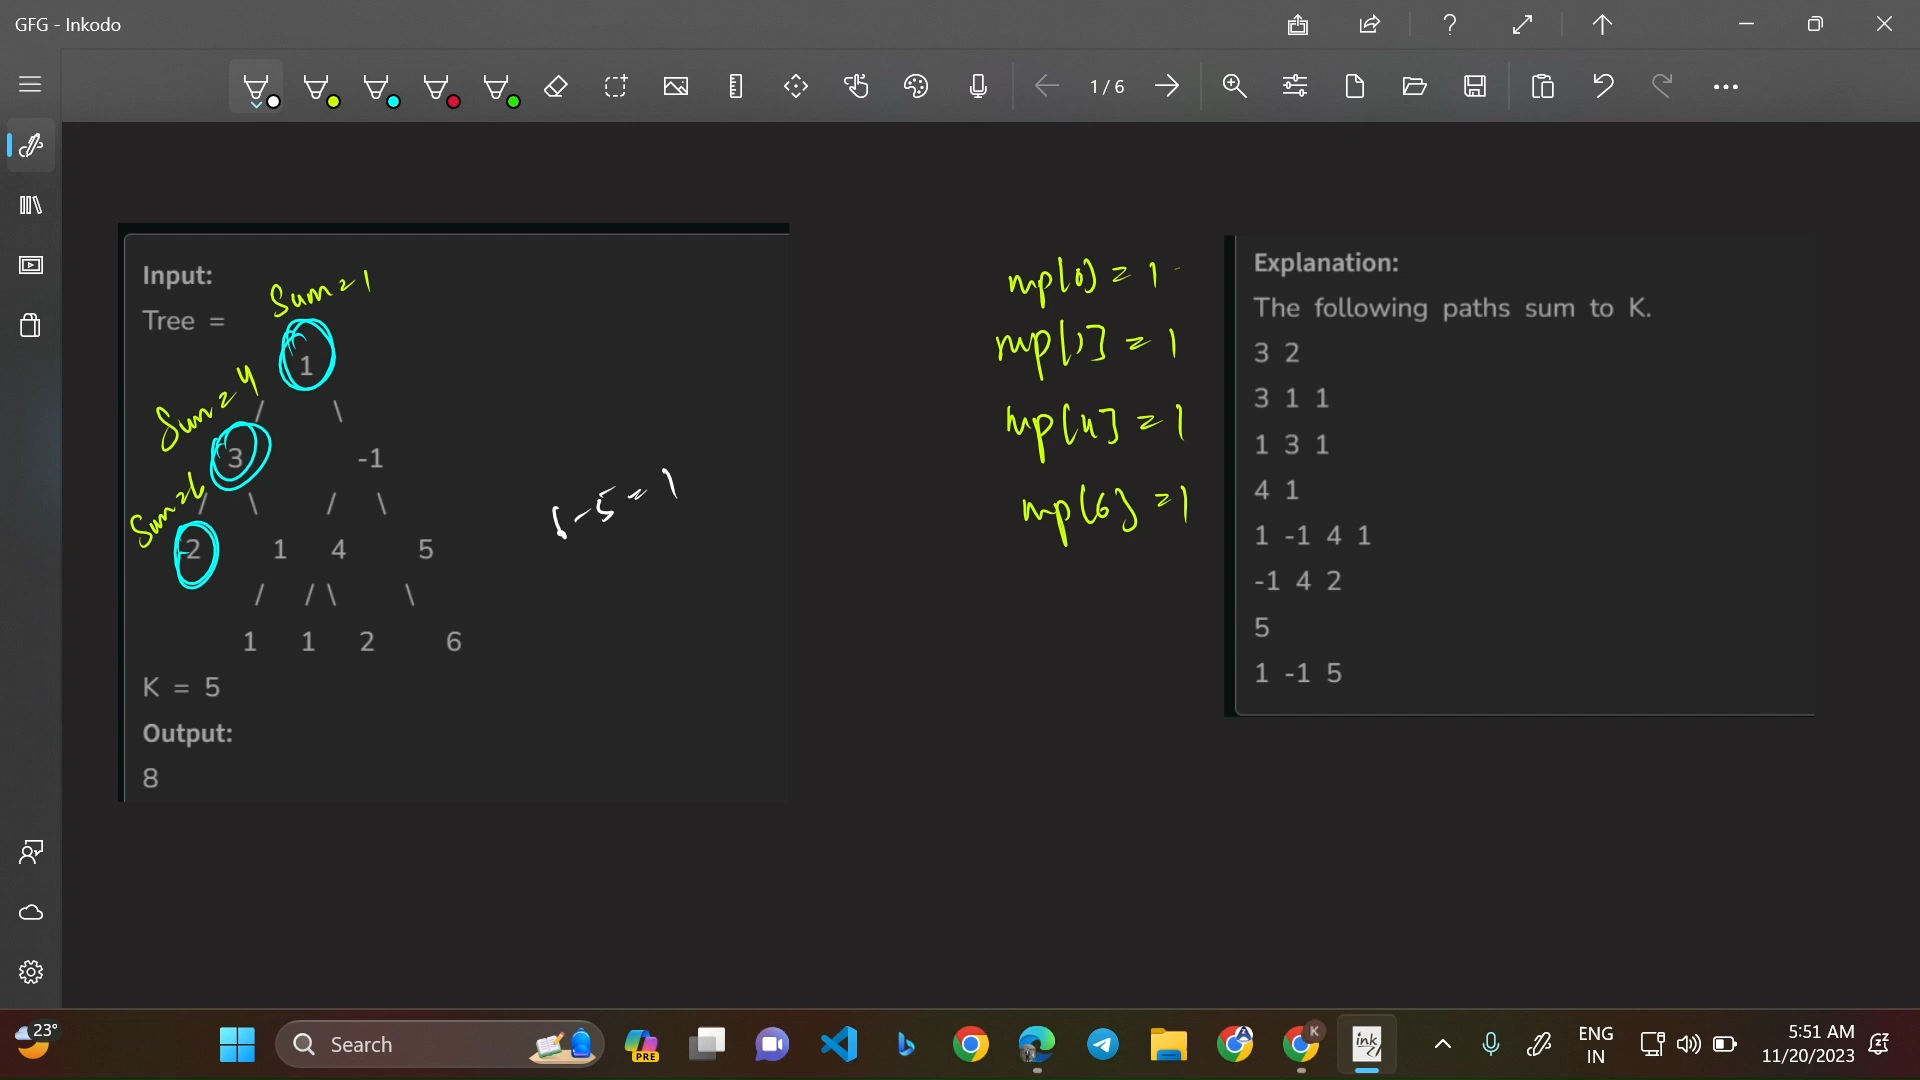 GFG - Inkodo
1 / 6
Input:
Tree =
Sum = 1
1
/ \
Sum = 4
3 -1
/ \ / \
Sum = 6
2 1 4 5
/ / \ \
1 1 2 6
K = 5
Output:
8
6 - 5 = 1
mp[0] = 1
mp[1] = 1
mp[4] = 1
mp[6] = 1
Explanation:
The following paths sum to K.
3 2
3 1 1
1 3 1
4 1
1 -1 4 1
-1 4 2
5
1 -1 5
23°
Search
PRE
K
ink
ENG
IN
5:51 AM
11/20/2023